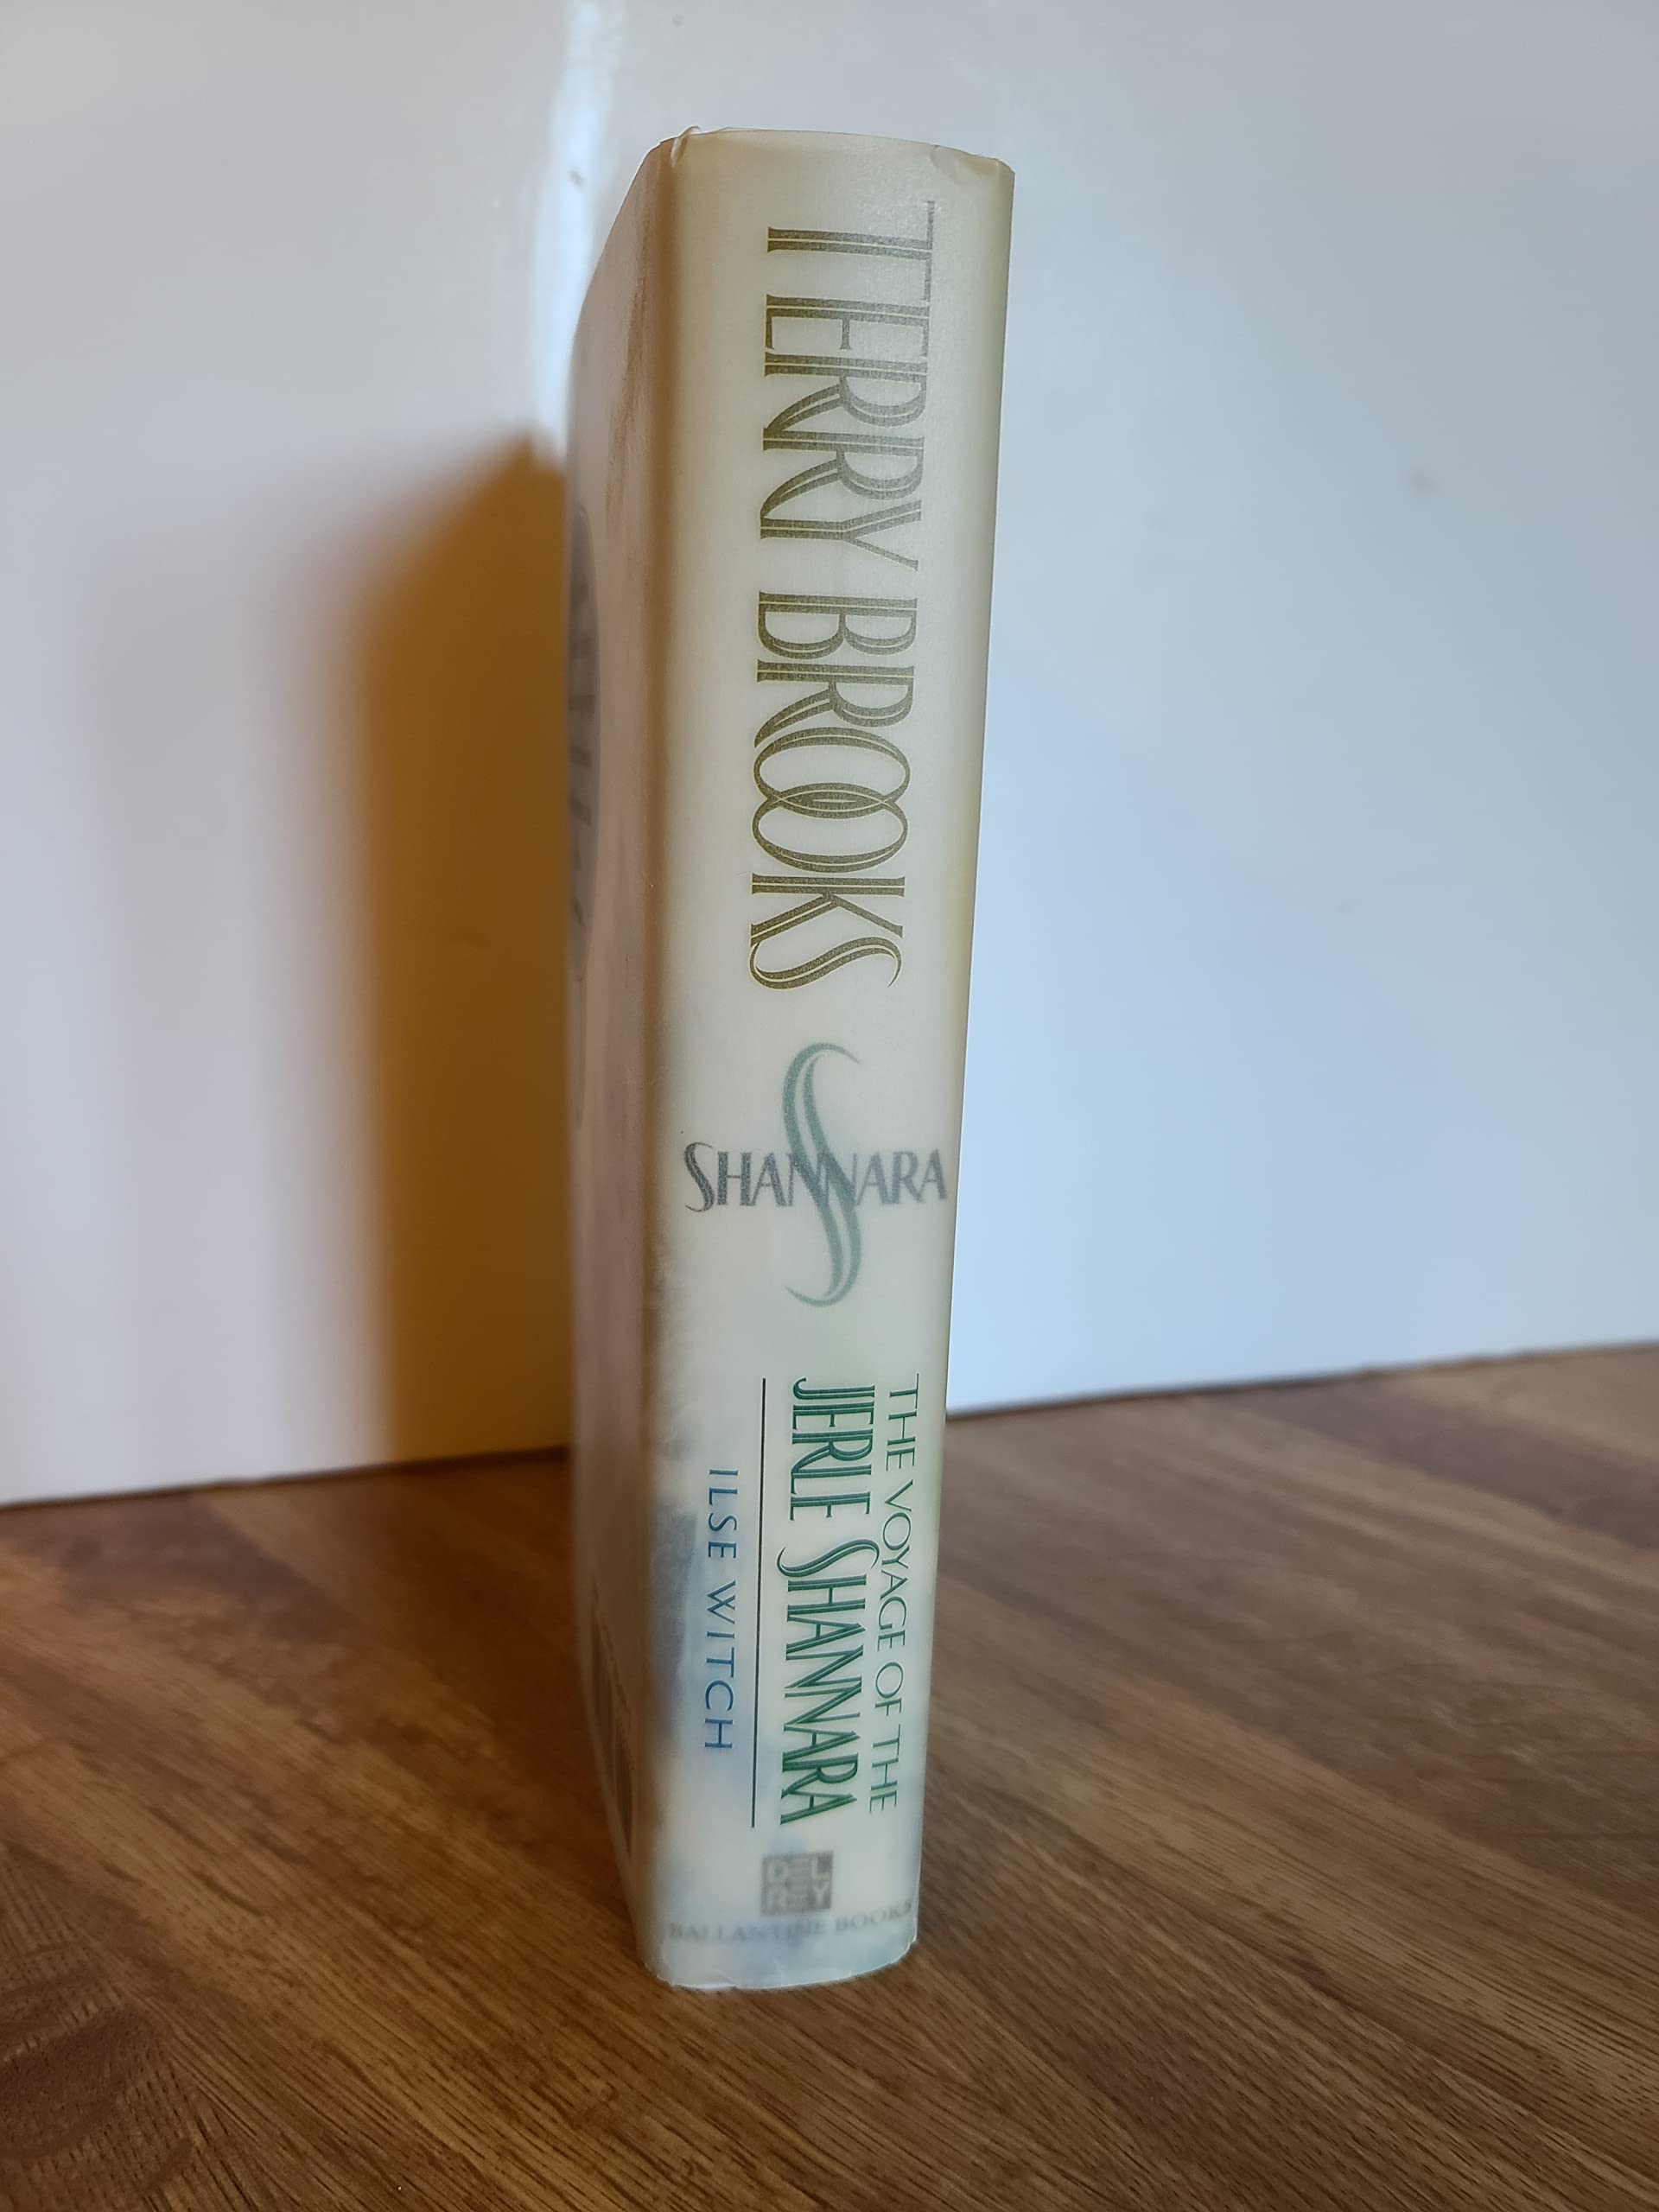 TERRY BROOKS
SHANNARA
THE VOYAGE OF THE
JERLE SHANNARA
ILSE WITCH
DEL
REY
BALLANTINE BOOKS